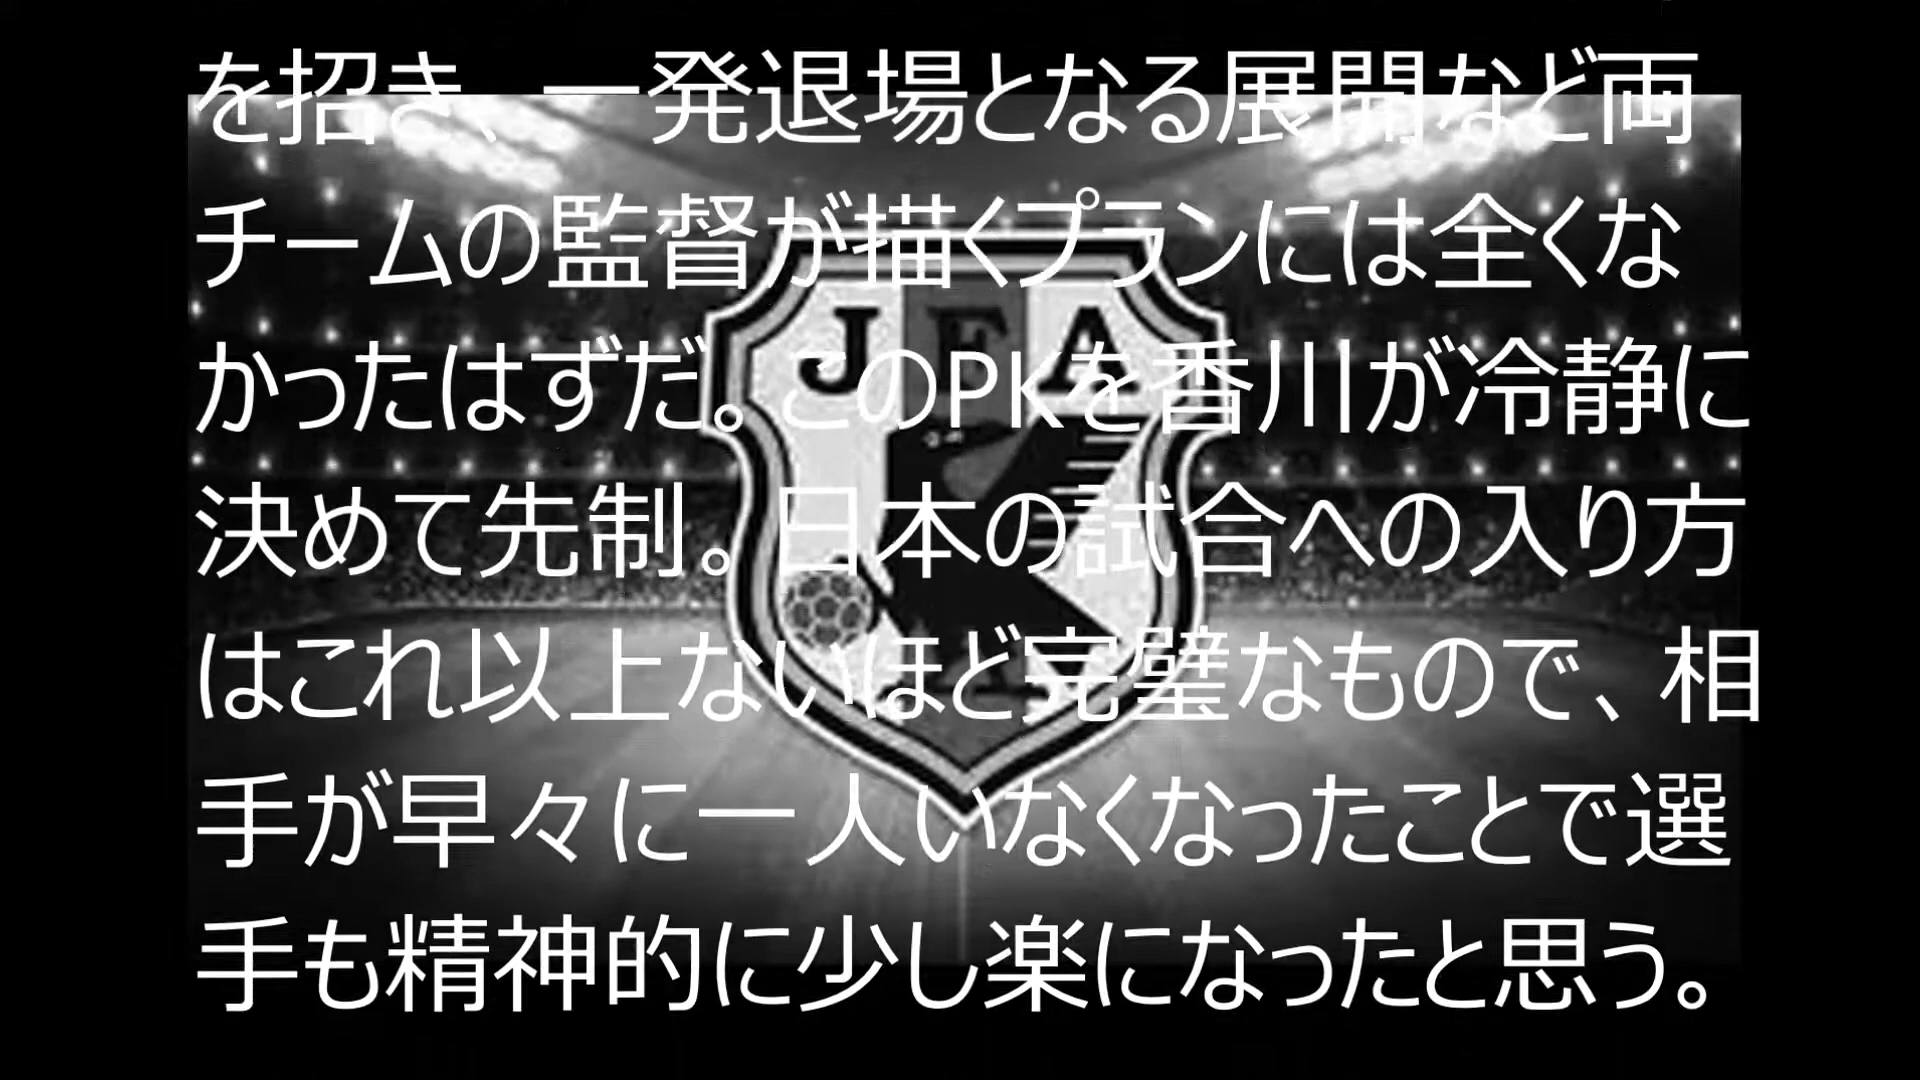 を招き、一発退場となる展開など両
チームの監督が描くプランには全くな
かったはずだ。このPKを香川が冷静に
決めて先制。日本の試合への入り方
はこれ以上ないほど完璧なもので、相
手が早々に一人いなくなったことで選
手も精神的に少し楽になったと思う。
JFA